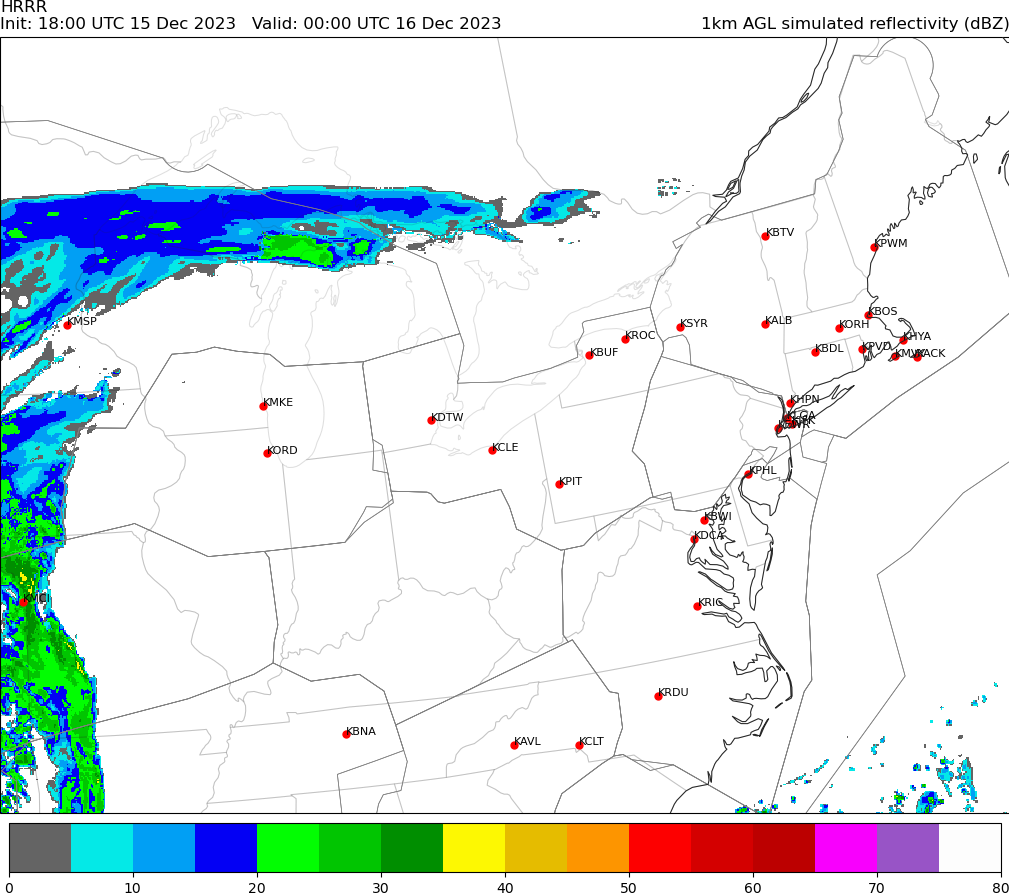 HRRR
Init: 18:00 UTC 15 Dec 2023   Valid: 00:00 UTC 16 Dec 2023   1km AGL simulated reflectivity (dBZ)
KBTV
KPWM
KBOS
KMSP
KSYR
KALB
KORH
KROC
KHYA
KBUF
KBDL
KPVD
KMVY
KACK
KMKE
KHPN
KDTW
KLGA
KJFK
KEWR
KORD
KCLE
KPHL
KPIT
KBWI
KDCA
KMCI
KRIC
KRDU
KBNA
KAVL
KCLT
0 10 20 30 40 50 60 70 80